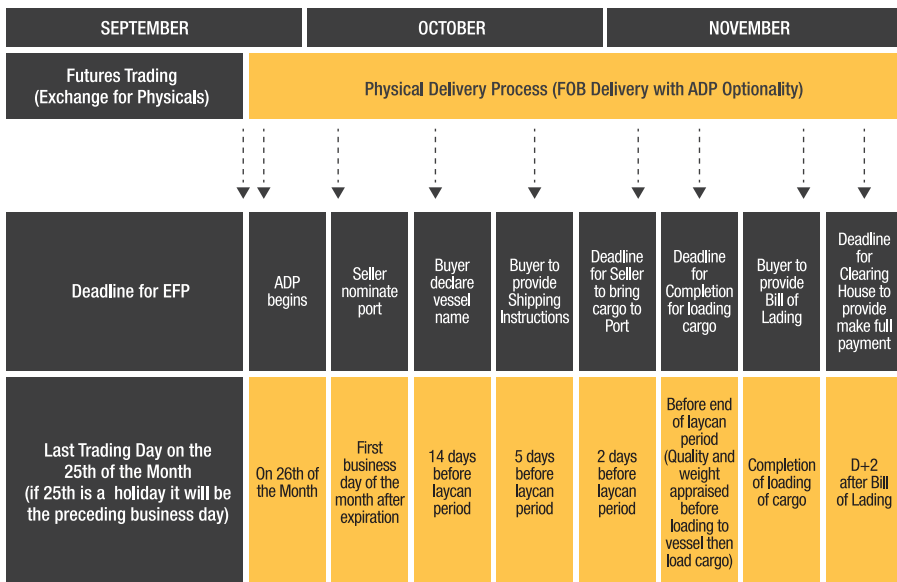 SEPTEMBER
OCTOBER
NOVEMBER
Futures Trading
(Exchange for Physicals)
Physical Delivery Process (FOB Delivery with ADP Optionality)
Deadline for EFP
ADP
begins
Seller
nominate
port
Buyer
declare
vessel
name
Buyer to
provide
Shipping
Instructions
Deadline
for Seller
to bring
cargo to
Port
Deadline
for
Completion
for loading
cargo
Buyer to
provide
Bill of
Lading
Deadline
for
Clearing
House to
provide
make full
payment
Last Trading Day on the
25th of the Month
(if 25th is a holiday it will be
the preceding business day)
On 26th of
the Month
First
business
day of the
month after
expiration
14 days
before
laycan
period
5 days
before
laycan
period
2 days
before
laycan
period
Before end
of laycan
period
(Quality and
weight
appraised
before
loading to
vessel then
load cargo)
Completion
of loading
of cargo
D+2
after Bill
of Lading